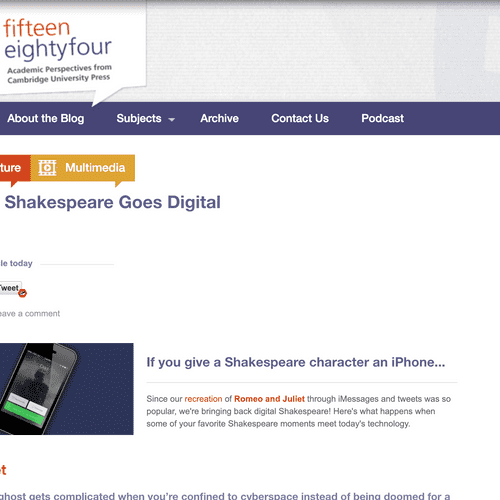 fifteen
eightyfour
Academic Perspectives from
Cambridge University Press
About the Blog Subjects Archive Contact Us Podcast
ture Multimedia
Shakespeare Goes Digital
le today
Tweet
eave a comment
If you give a Shakespeare character an iPhone...
Since our recreation of Romeo and Juliet through iMessages and tweets was so
popular, we're bringing back digital Shakespeare! Here's what happens when
some of your favorite Shakespeare moments meet today's technology.
et
ghost gets complicated when you're confined to cyberspace instead of being doomed for a